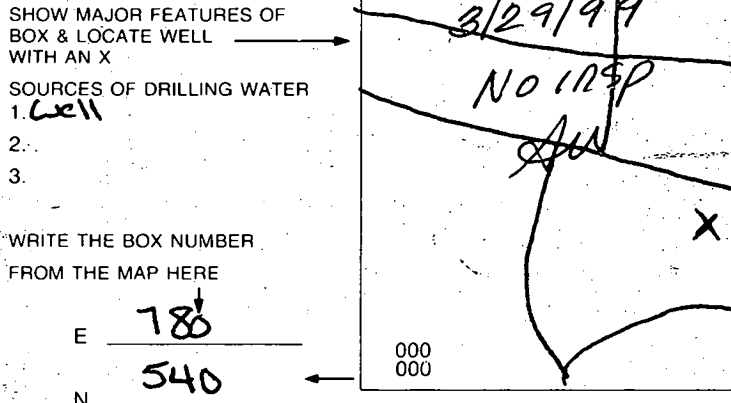 SHOW MAJOR FEATURES OF
BOX & LOCATE WELL
WITH AN X
SOURCES OF DRILLING WATER
1. Well
2.
3.
WRITE THE BOX NUMBER
FROM THE MAP HERE
E 780
N 540
3/29/99
NO INSP
X
000
000